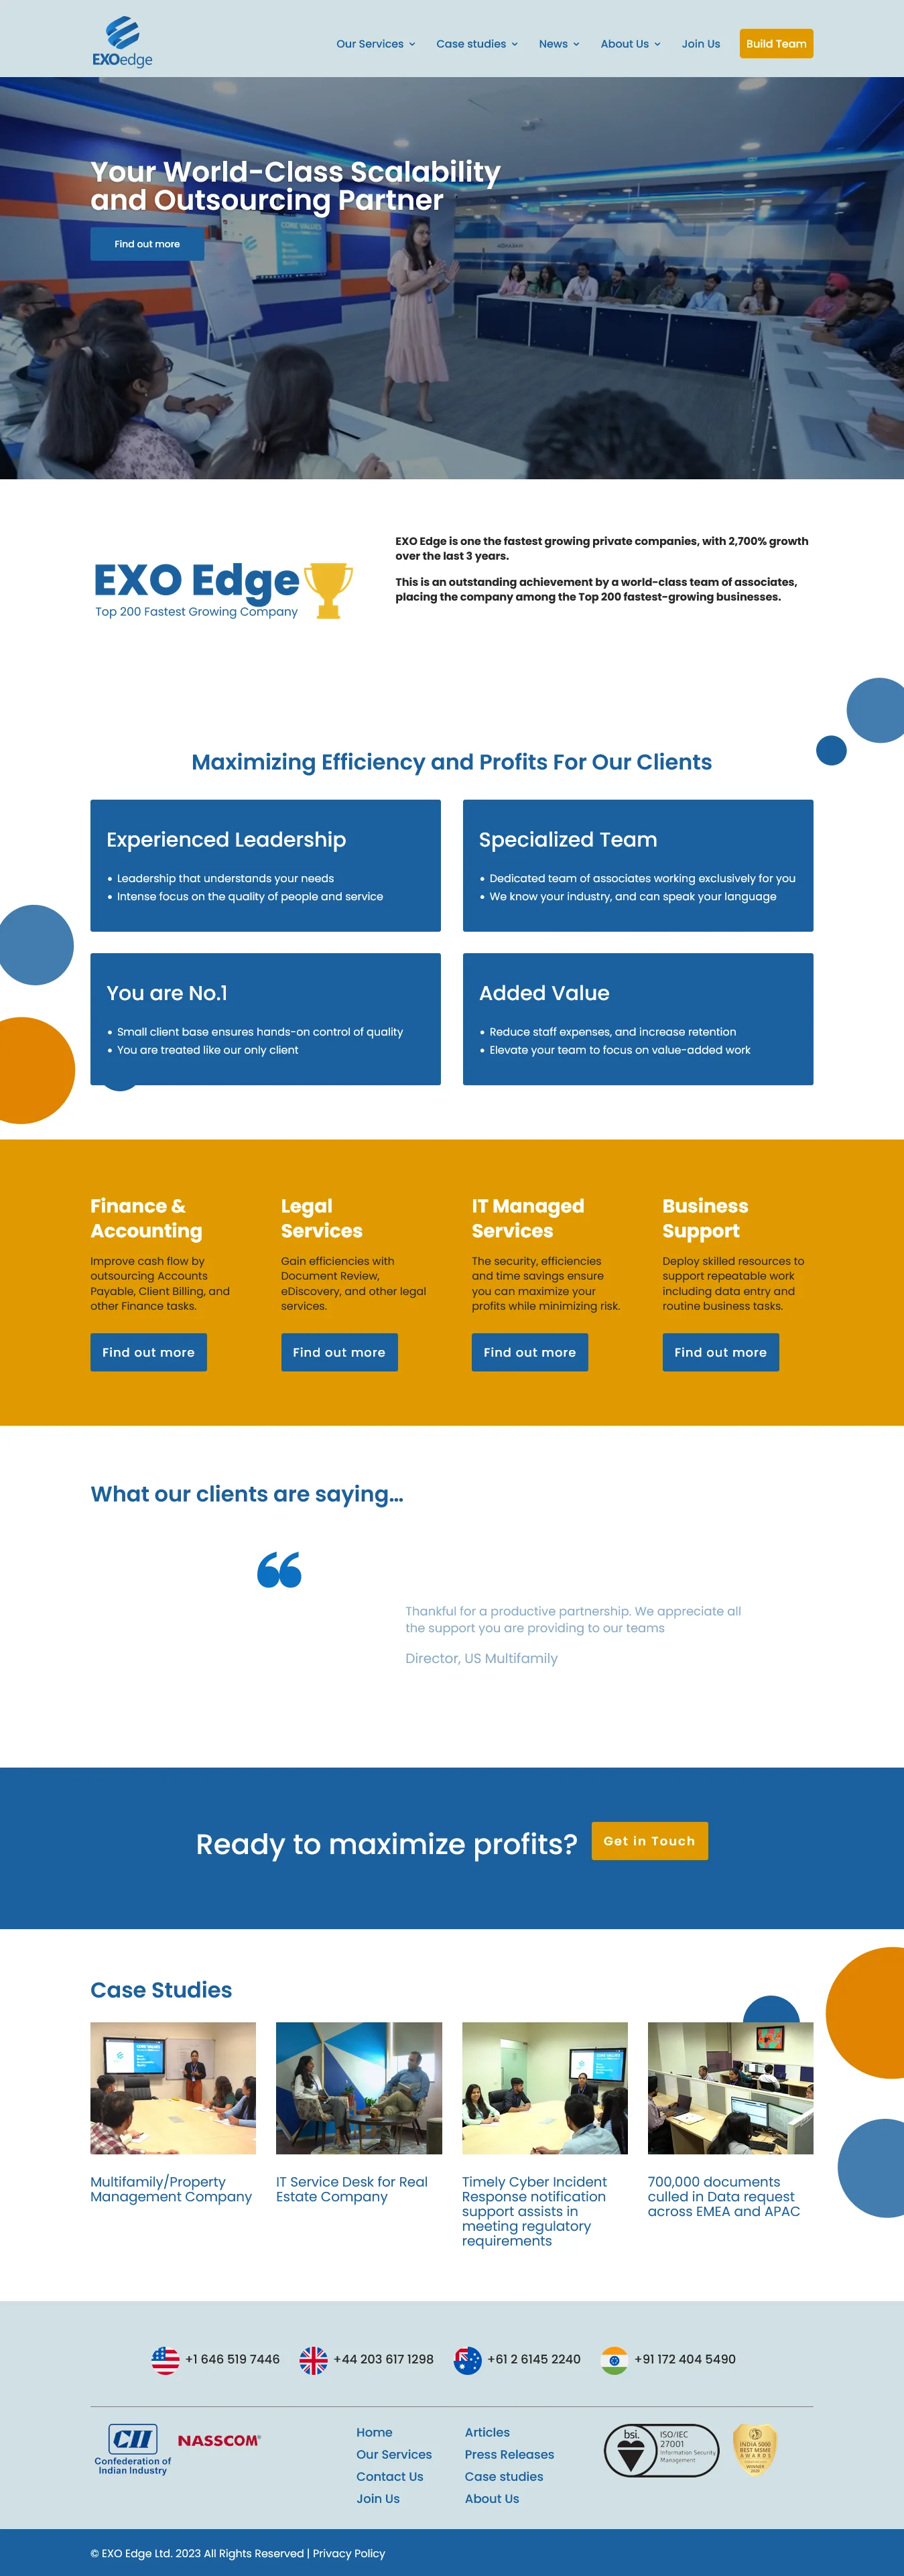 EXOedge
Our Services
Case studies
News
About Us
Join Us
Build Team
Your World-Class Scalability
and Outsourcing Partner
CORE VALUES
Find out more
EXO Edge
Top 200 Fastest Growing Company
EXO Edge is one the fastest growing private companies, with 2,700% growth
over the last 3 years.
This is an outstanding achievement by a world-class team of associates,
placing the company among the Top 200 fastest-growing businesses.
Maximizing Efficiency and Profits For Our Clients
Experienced Leadership
• Leadership that understands your needs
• Intense focus on the quality of people and service
Specialized Team
• Dedicated team of associates working exclusively for you
• We know your industry, and can speak your language
You are No.1
• Small client base ensures hands-on control of quality
• You are treated like our only client
Added Value
• Reduce staff expenses, and increase retention
• Elevate your team to focus on value-added work
Finance &
Accounting
Improve cash flow by
outsourcing Accounts
Payable, Client Billing, and
other Finance tasks.
Find out more
Legal
Services
Gain efficiencies with
Document Review,
eDiscovery, and other legal
services.
Find out more
IT Managed
Services
The security, efficiencies
and time savings ensure
you can maximize your
profits while minimizing risk.
Find out more
Business
Support
Deploy skilled resources to
support repeatable work
including data entry and
routine business tasks.
Find out more
What our clients are saying...
“
Thankful for a productive partnership. We appreciate all
the support you are providing to our teams
Director, US Multifamily
Ready to maximize profits?
Get in Touch
Case Studies
CORE VALUES
CORE VALUES
Multifamily/Property
Management Company
IT Service Desk for Real
Estate Company
Timely Cyber Incident
Response notification
support assists in
meeting regulatory
requirements
700,000 documents
culled in Data request
across EMEA and APAC
+1 646 519 7446
+44 203 617 1298
+61 2 6145 2240
+91 172 404 5490
CII
Confederation of
Indian Industry
NASSCOM®
Home
Our Services
Contact Us
Join Us
Articles
Press Releases
Case studies
About Us
bsi.
ISO/IEC
27001
Information Security
Management
INDIA 5000
BEST MSME
AWARDS
WINNER
© EXO Edge Ltd. 2023 All Rights Reserved | Privacy Policy